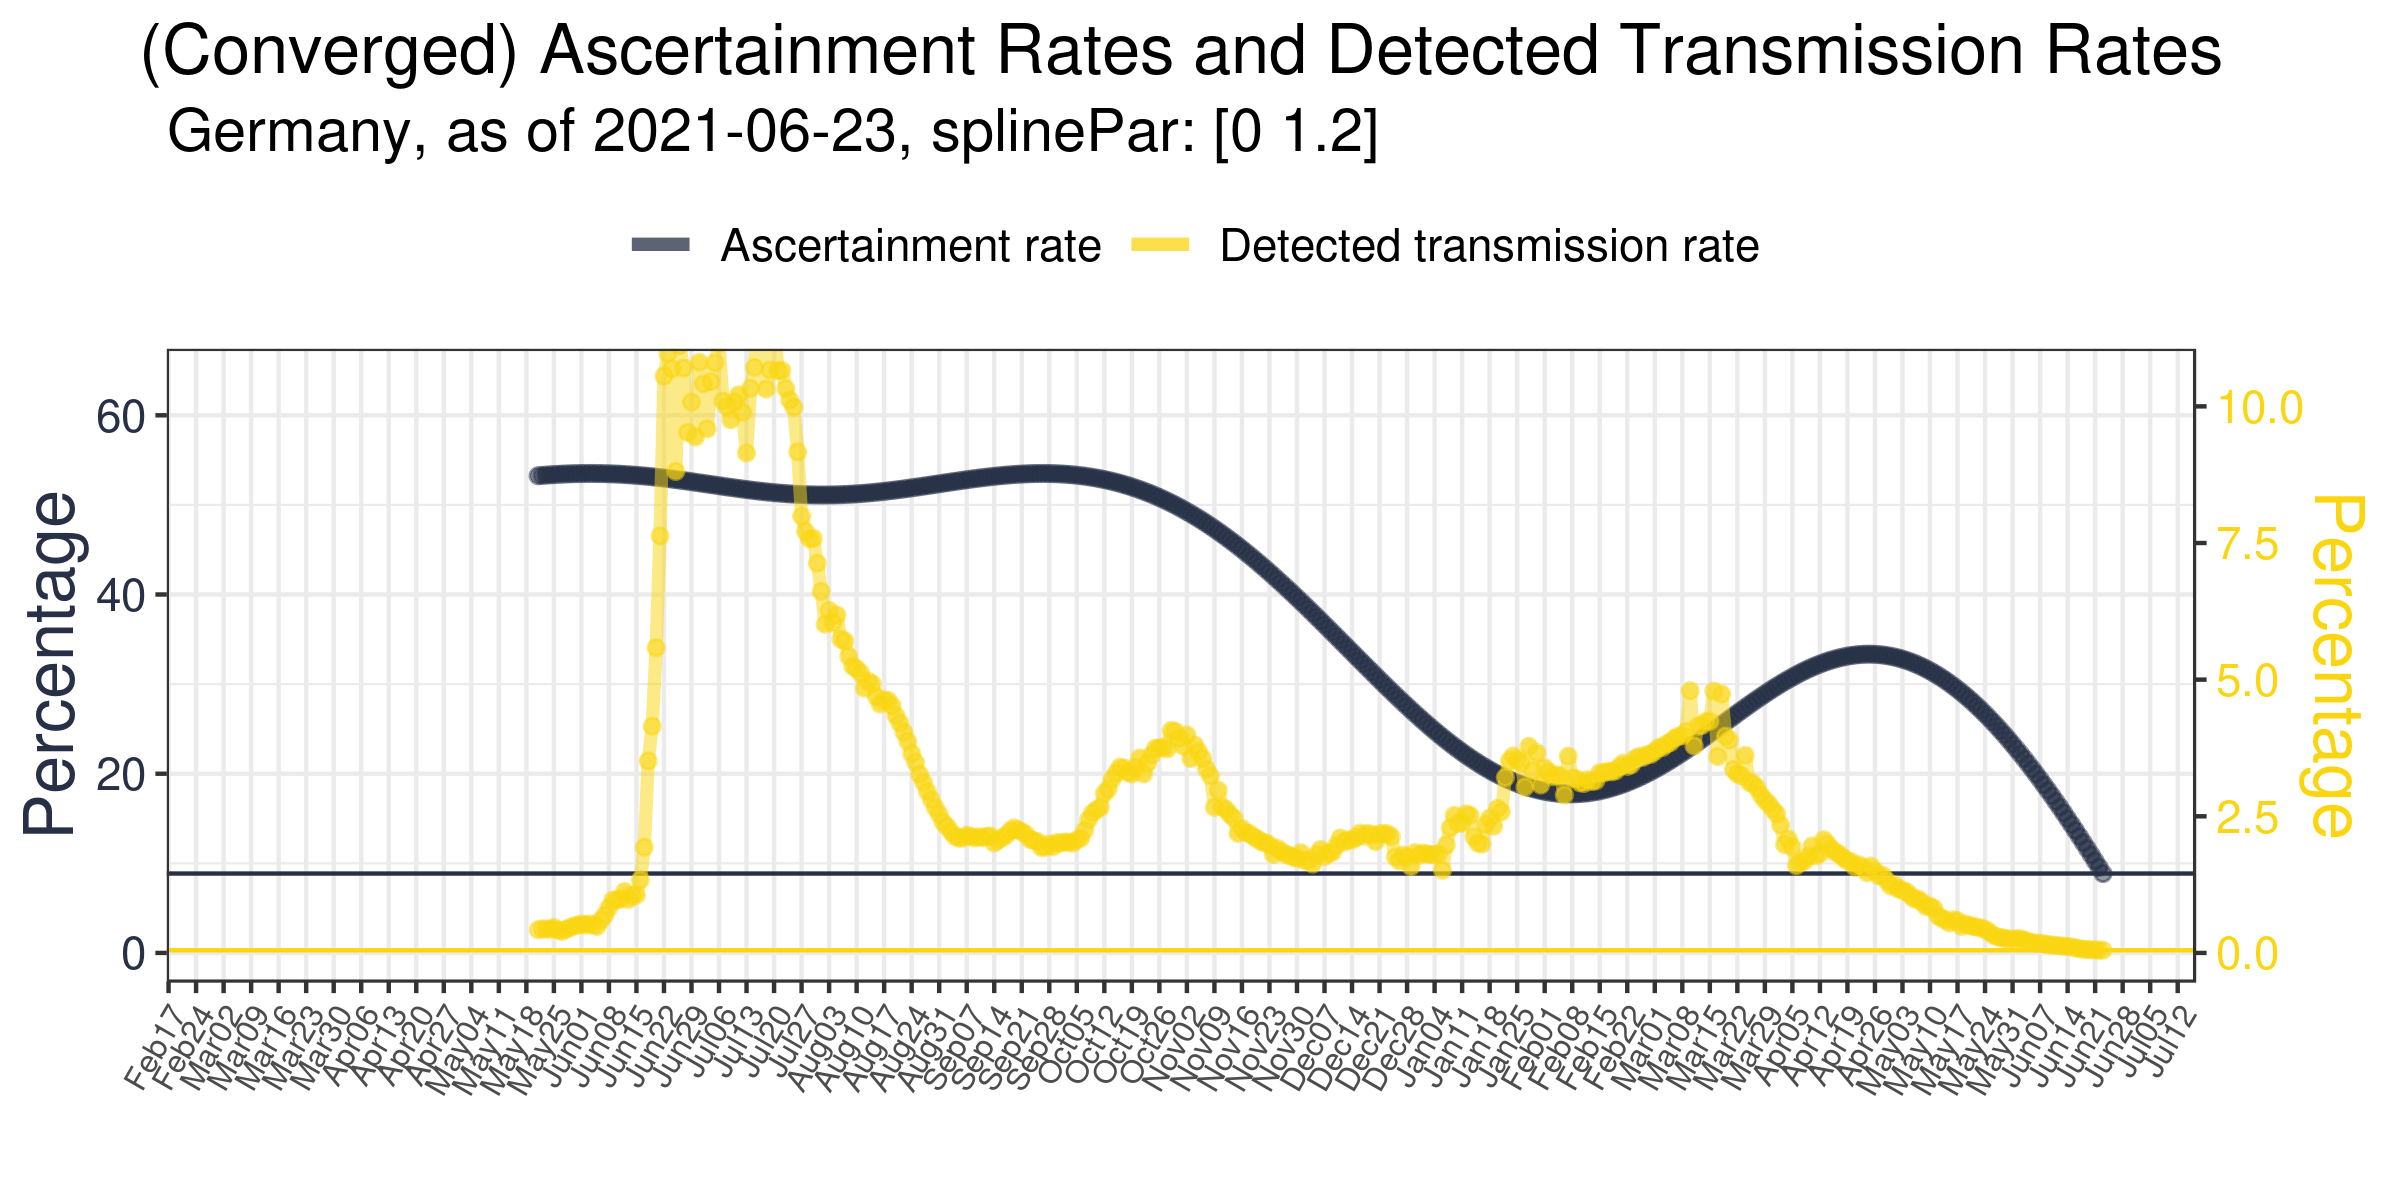 (Converged) Ascertainment Rates and Detected Transmission Rates
Germany, as of 2021-06-23, splinePar: [0 1.2]
Ascertainment rate
Detected transmission rate
Percentage
60
40
20
0
10.0
7.5
5.0
2.5
0.0
Percentage
Feb17
Feb24
Mar02
Mar09
Mar16
Mar23
Mar30
Apr06
Apr13
Apr20
Apr27
May04
May11
May18
May25
Jun01
Jun08
Jun15
Jun22
Jun29
Jul06
Jul13
Jul20
Jul27
Aug03
Aug10
Aug17
Aug24
Aug31
Sep07
Sep14
Sep21
Sep28
Oct05
Oct12
Oct19
Oct26
Nov02
Nov09
Nov16
Nov23
Nov30
Dec07
Dec14
Dec21
Dec28
Jan04
Jan11
Jan18
Jan25
Feb01
Feb08
Feb15
Feb22
Mar01
Mar08
Mar15
Mar22
Mar29
Apr05
Apr12
Apr19
Apr26
May03
May10
May17
May24
May31
Jun07
Jun14
Jun21
Jun28
Jul05
Jul12